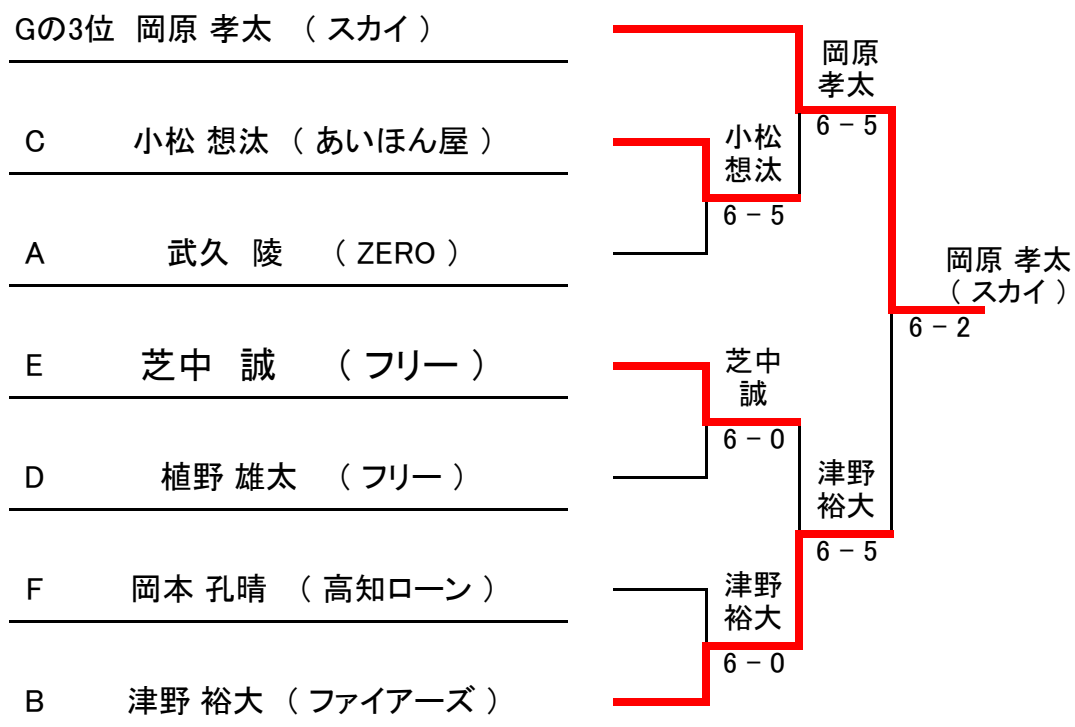 Gの3位 岡原 孝太 （ スカイ ）
C 小松 想汰 （ あいほん屋 ）
A 武久 陵 （ ZERO ）
E 芝中 誠 （ フリー ）
D 植野 雄太 （ フリー ）
F 岡本 孔晴 （ 高知ローン ）
B 津野 裕大 （ ファイアーズ ）
小松
想汰
6 − 5
芝中
誠
6 − 0
津野
裕大
6 − 0
岡原
孝太
6 − 5
津野
裕大
6 − 5
岡原 孝太
（ スカイ ）
6 − 2